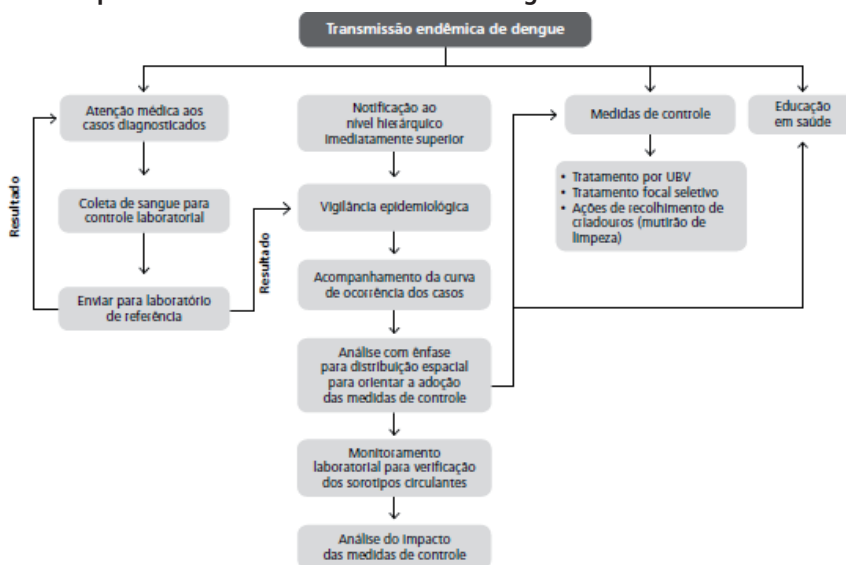 Transmissão endêmica de dengue
Atenção médica aos
casos diagnosticados
Coleta de sangue para
controle laboratorial
Enviar para laboratório
de referência
Resultado
Notificação ao
nível hierárquico
imediatamente superior
Vigilância epidemiológica
Resultado
Acompanhamento da curva
de ocorrência dos casos
Análise com ênfase
para distribuição espacial
para orientar a adoção
das medidas de controle
Monitoramento
laboratorial para verificação
dos sorotipos circulantes
Análise do impacto
das medidas de controle
Medidas de controle
• Tratamento por UBV
• Tratamento focal seletivo
• Ações de recolhimento de
criadouros (mutirão de
limpeza)
Educação
em saúde